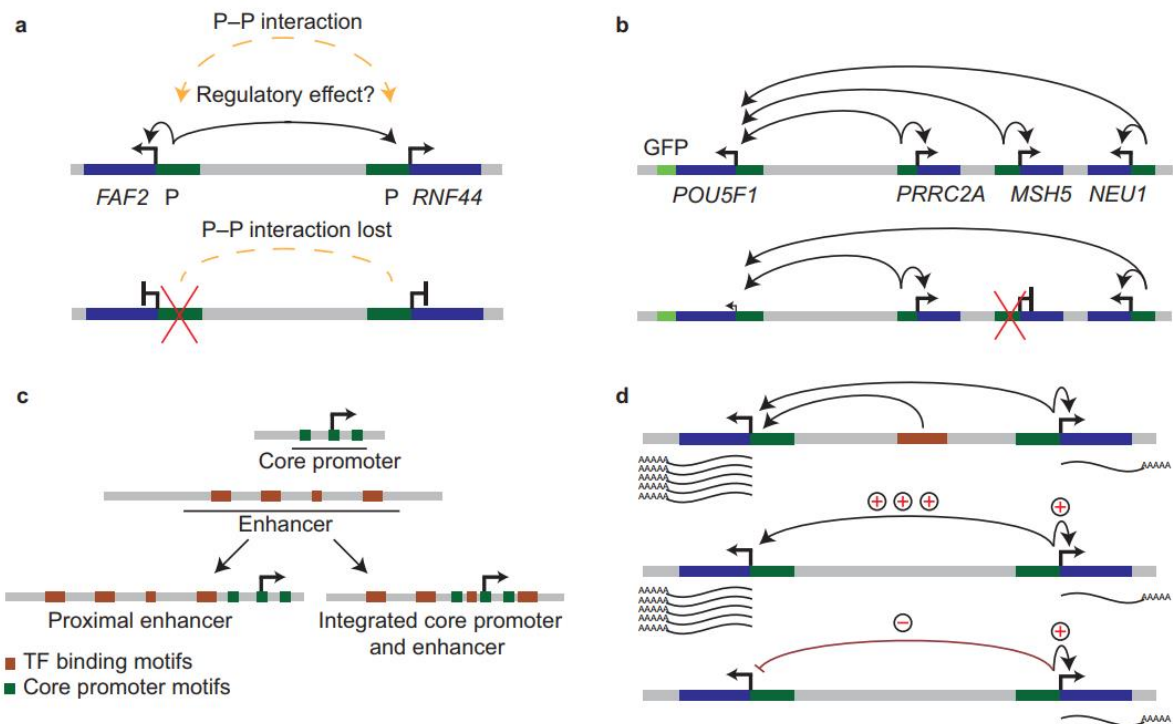 a
P–P interaction
Regulatory effect?
FAF2 P
P RNF44
P–P interaction lost
b
GFP
POU5F1
PRRC2A
MSH5
NEU1
c
Core promoter
Enhancer
Proximal enhancer
Integrated core promoter
and enhancer
TF binding motifs
Core promoter motifs
d
AAAAA
AAAAA
AAAAA
AAAAA
AAAAA
AAAAA
+ + +
+
AAAAA
AAAAA
AAAAA
AAAAA
AAAAA
AAAAA
−
+
AAAAA